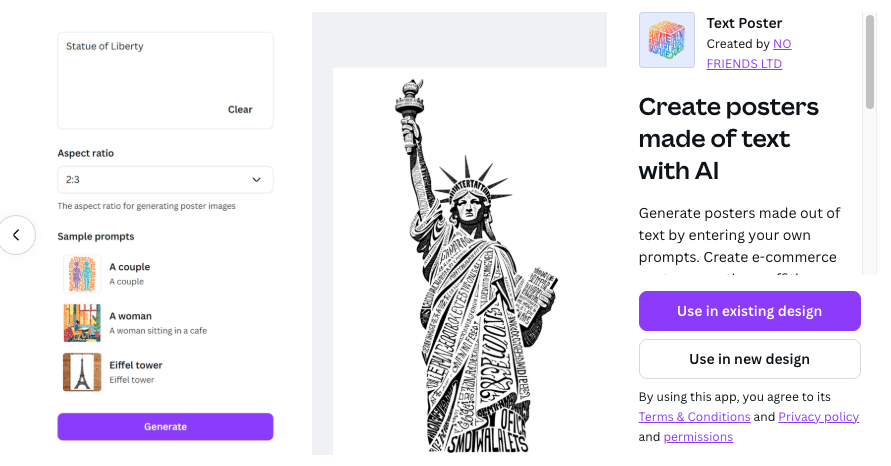 Statue of Liberty
Clear
Aspect ratio
2:3
The aspect ratio for generating poster images
Sample prompts
A couple
A couple
A woman
A woman sitting in a cafe
Eiffel tower
Eiffel tower
Generate
Text Poster
Created by NO
FRIENDS LTD
Create posters
made of text
with AI
Generate posters made out of
text by entering your own
prompts. Create e-commerce
Use in existing design
Use in new design
By using this app, you agree to its
Terms & Conditions and Privacy policy
and permissions